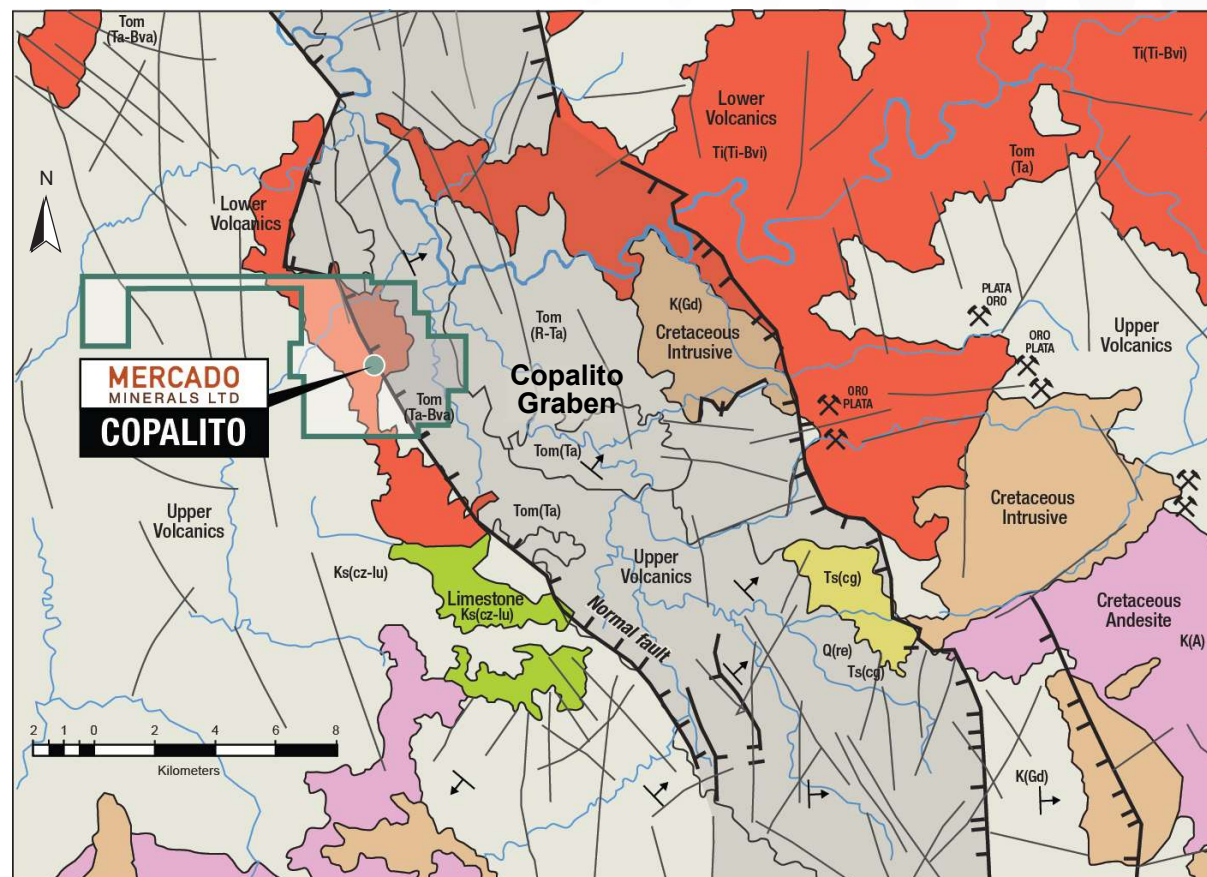 Tom
(Ta-Bva)
Ti(Ti-Bvi)
Lower
Volcanics
Ti(Ti-Bvi)
Tom
(Ta)
N
Lower
Volcanics
PLATA
ORO
K(Gd)
Cretaceous
Intrusive
Tom
(R-Ta)
Upper
Volcanics
ORO
PLATA
MERCADO
MINERALS LTD
COPALITO
Copalito
Graben
ORO
PLATA
Tom
(Ta-Bva)
Tom(Ta)
Cretaceous
Intrusive
Upper
Volcanics
Tom(Ta)
Upper
Volcanics
Ks(cz-lu)
Ts(cg)
Limestone
Ks(cz-lu)
Normal fault
Cretaceous
Andesite
K(A)
Q(re)
Ts(cg)
2 1 0 2 4 6 8
Kilometers
K(Gd)